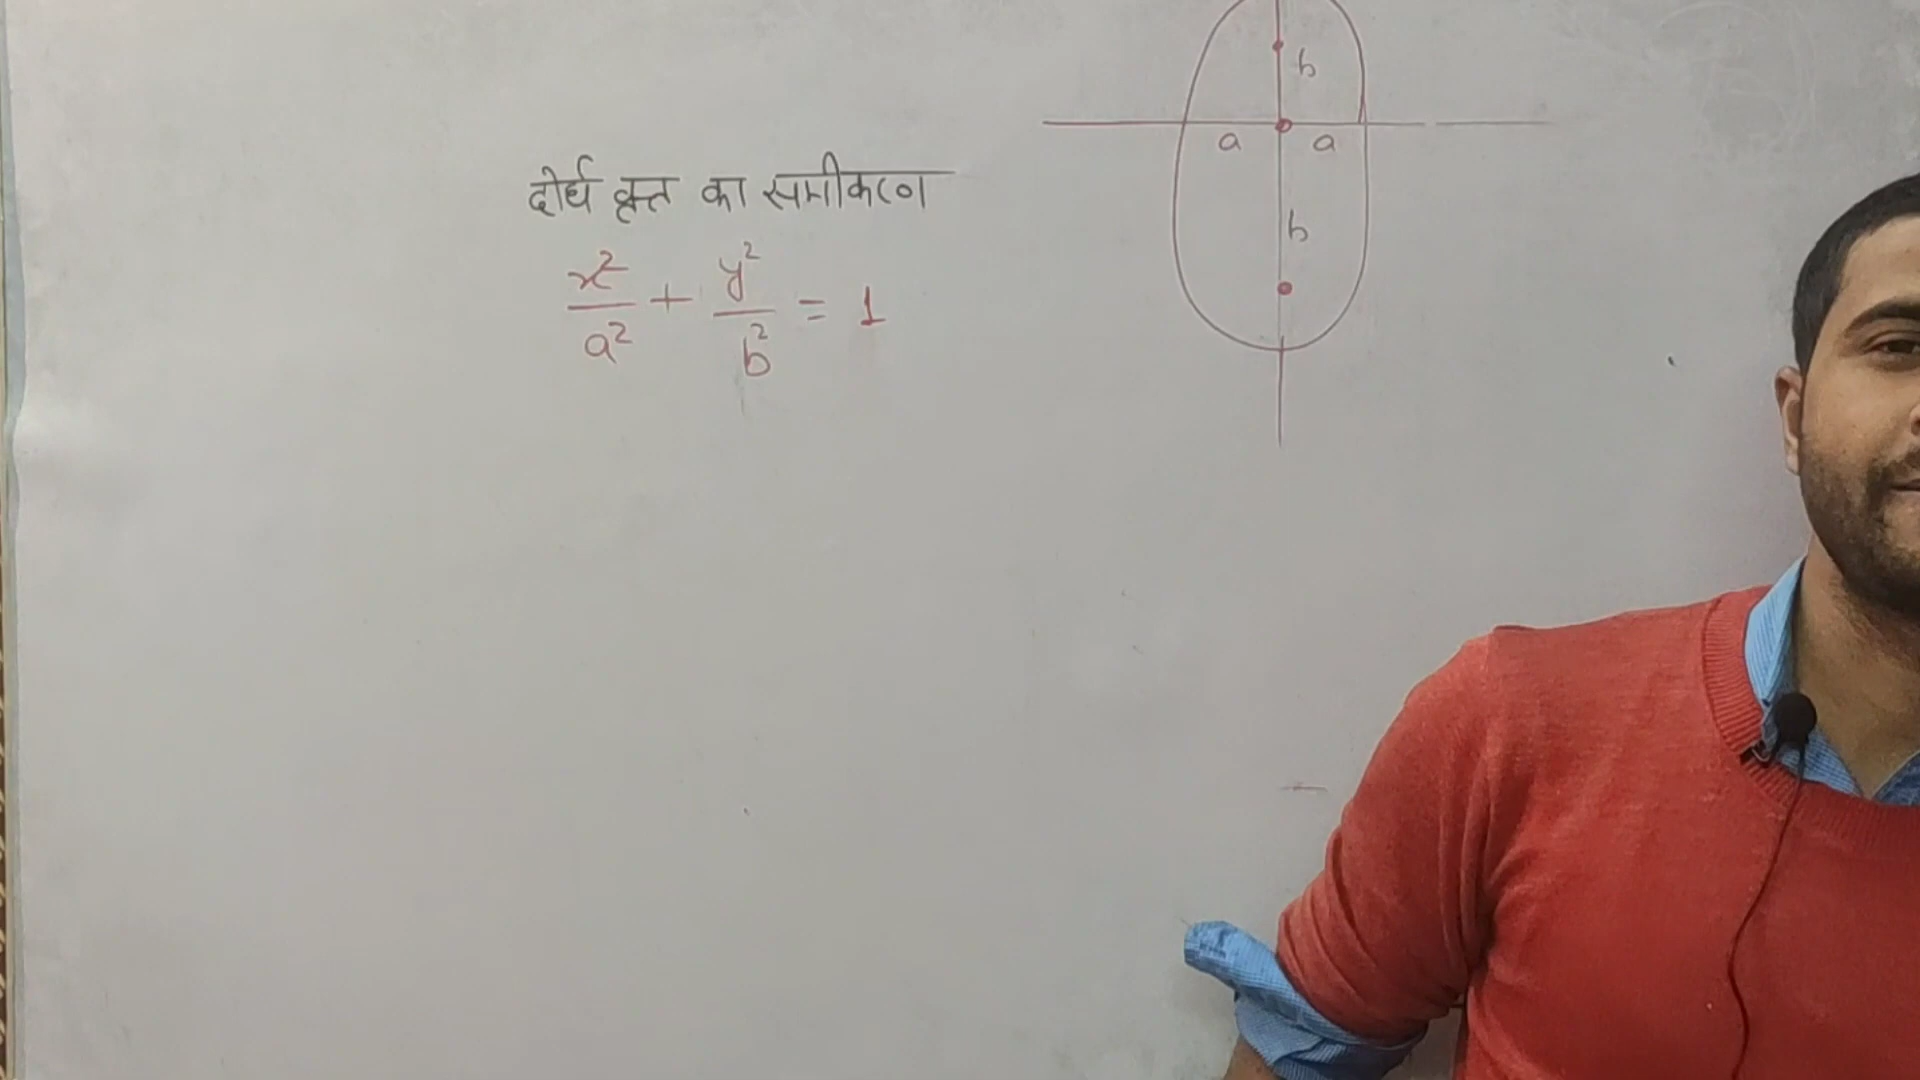 दीर्घ वृत्त का समीकरण
x²/a² + y²/b² = 1
b
a a
b